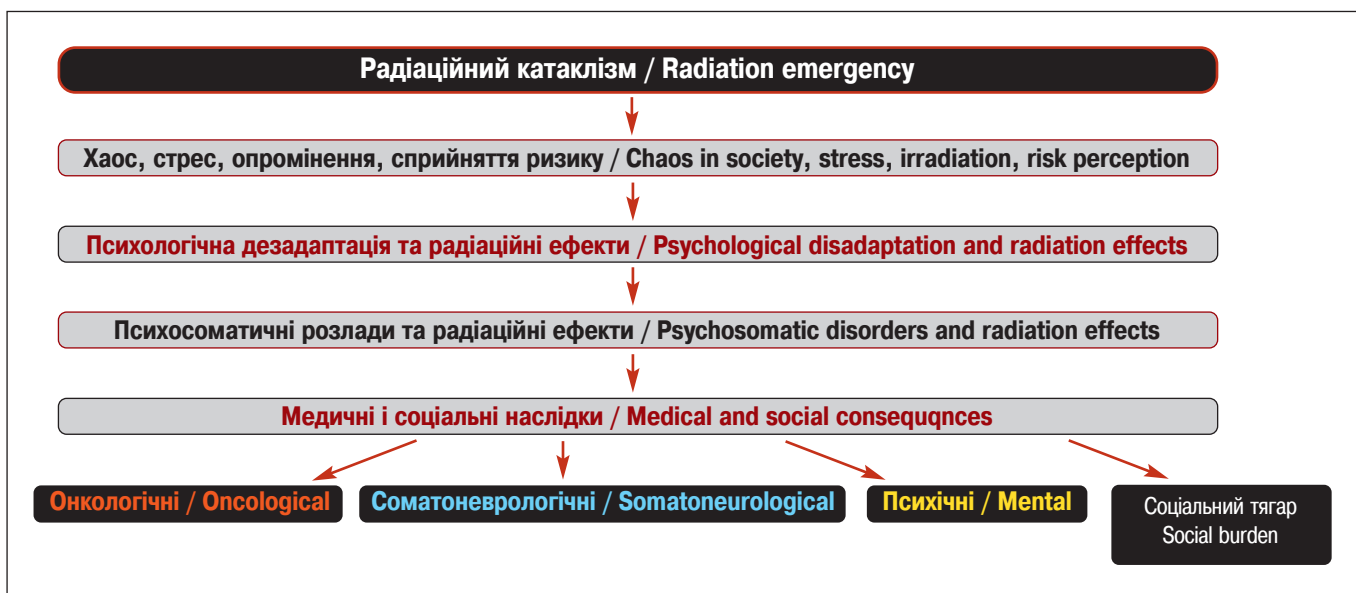 Радіаційний катаклізм / Radiation emergency
Хаос, стрес, опромінення, сприйняття ризику / Chaos in society, stress, irradiation, risk perception
Психологічна дезадаптація та радіаційні ефекти / Psychological disadaptation and radiation effects
Психосоматичні розлади та радіаційні ефекти / Psychosomatic disorders and radiation effects
Медичні і соціальні наслідки / Medical and social consequqnces
Онкологічні / Oncological
Соматоневрологічні / Somatoneurological
Психічні / Mental
Соціальний тягар
Social burden